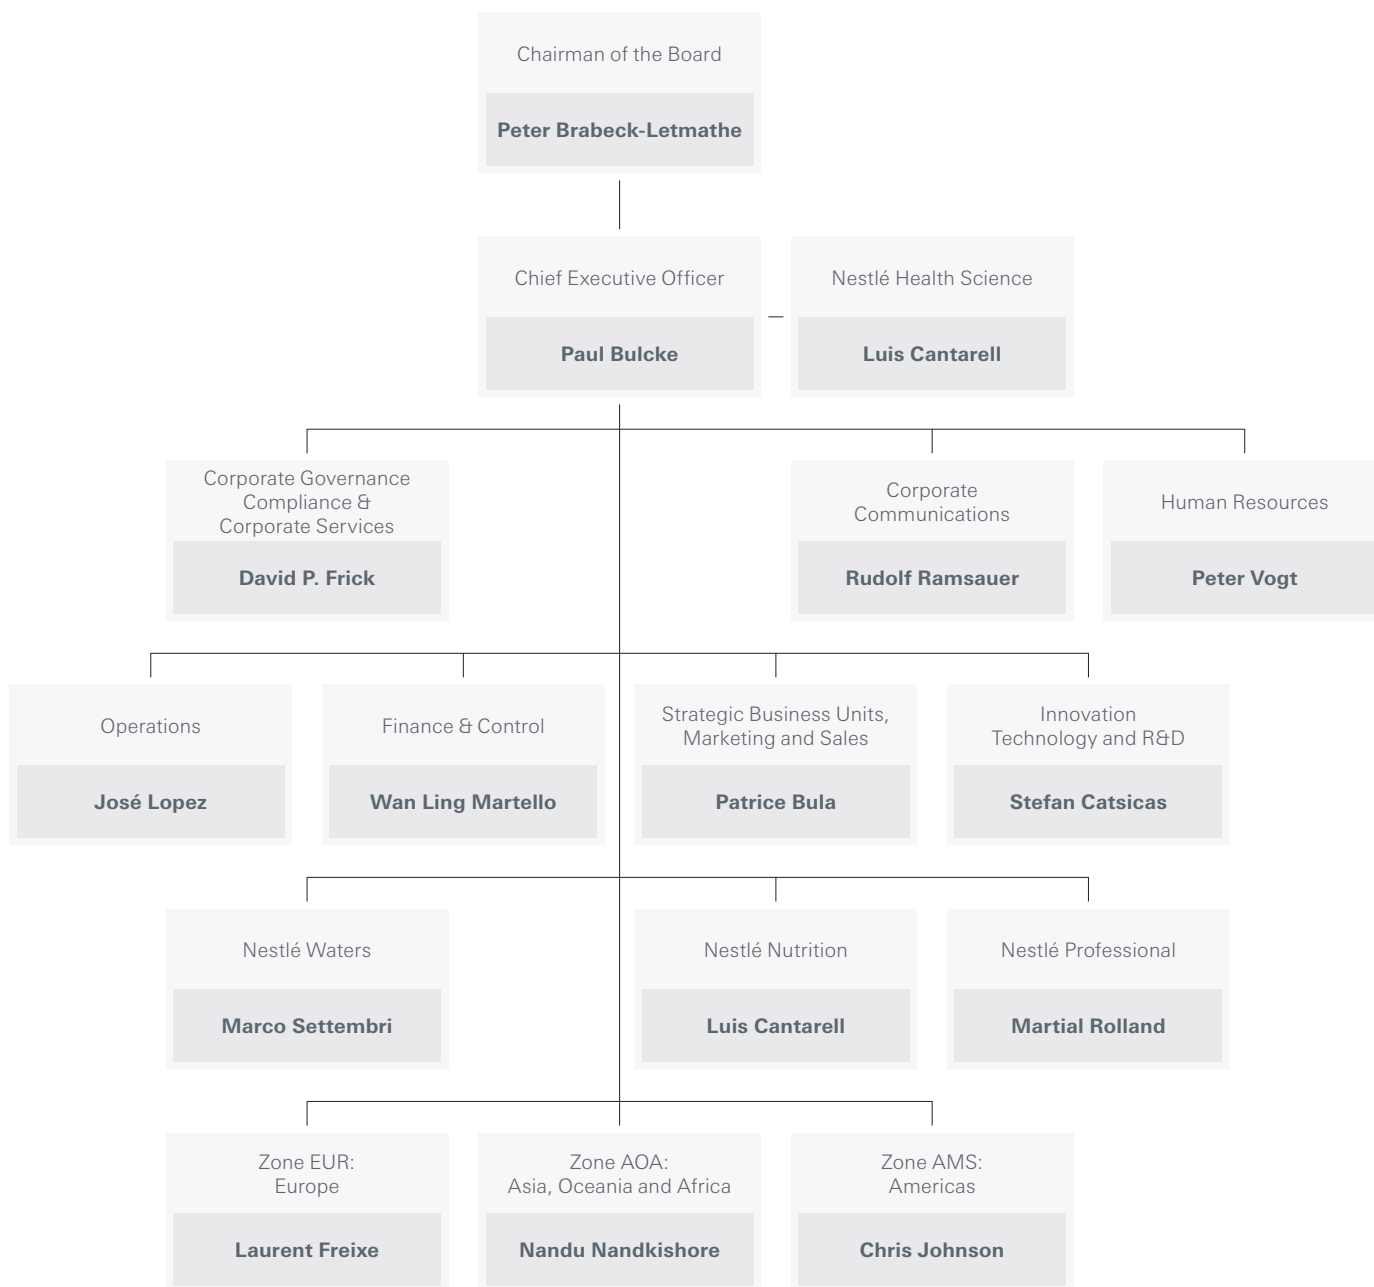 Chairman of the Board
Peter Brabeck-Letmathe
Chief Executive Officer
Paul Bulcke
Nestlé Health Science
Luis Cantarell
Corporate Governance
Compliance &
Corporate Services
David P. Frick
Corporate
Communications
Rudolf Ramsauer
Human Resources
Peter Vogt
Operations
José Lopez
Finance & Control
Wan Ling Martello
Strategic Business Units,
Marketing and Sales
Patrice Bula
Innovation
Technology and R&D
Stefan Catsicas
Nestlé Waters
Marco Settembri
Nestlé Nutrition
Luis Cantarell
Nestlé Professional
Martial Rolland
Zone EUR:
Europe
Laurent Freixe
Zone AOA:
Asia, Oceania and Africa
Nandu Nandkishore
Zone AMS:
Americas
Chris Johnson